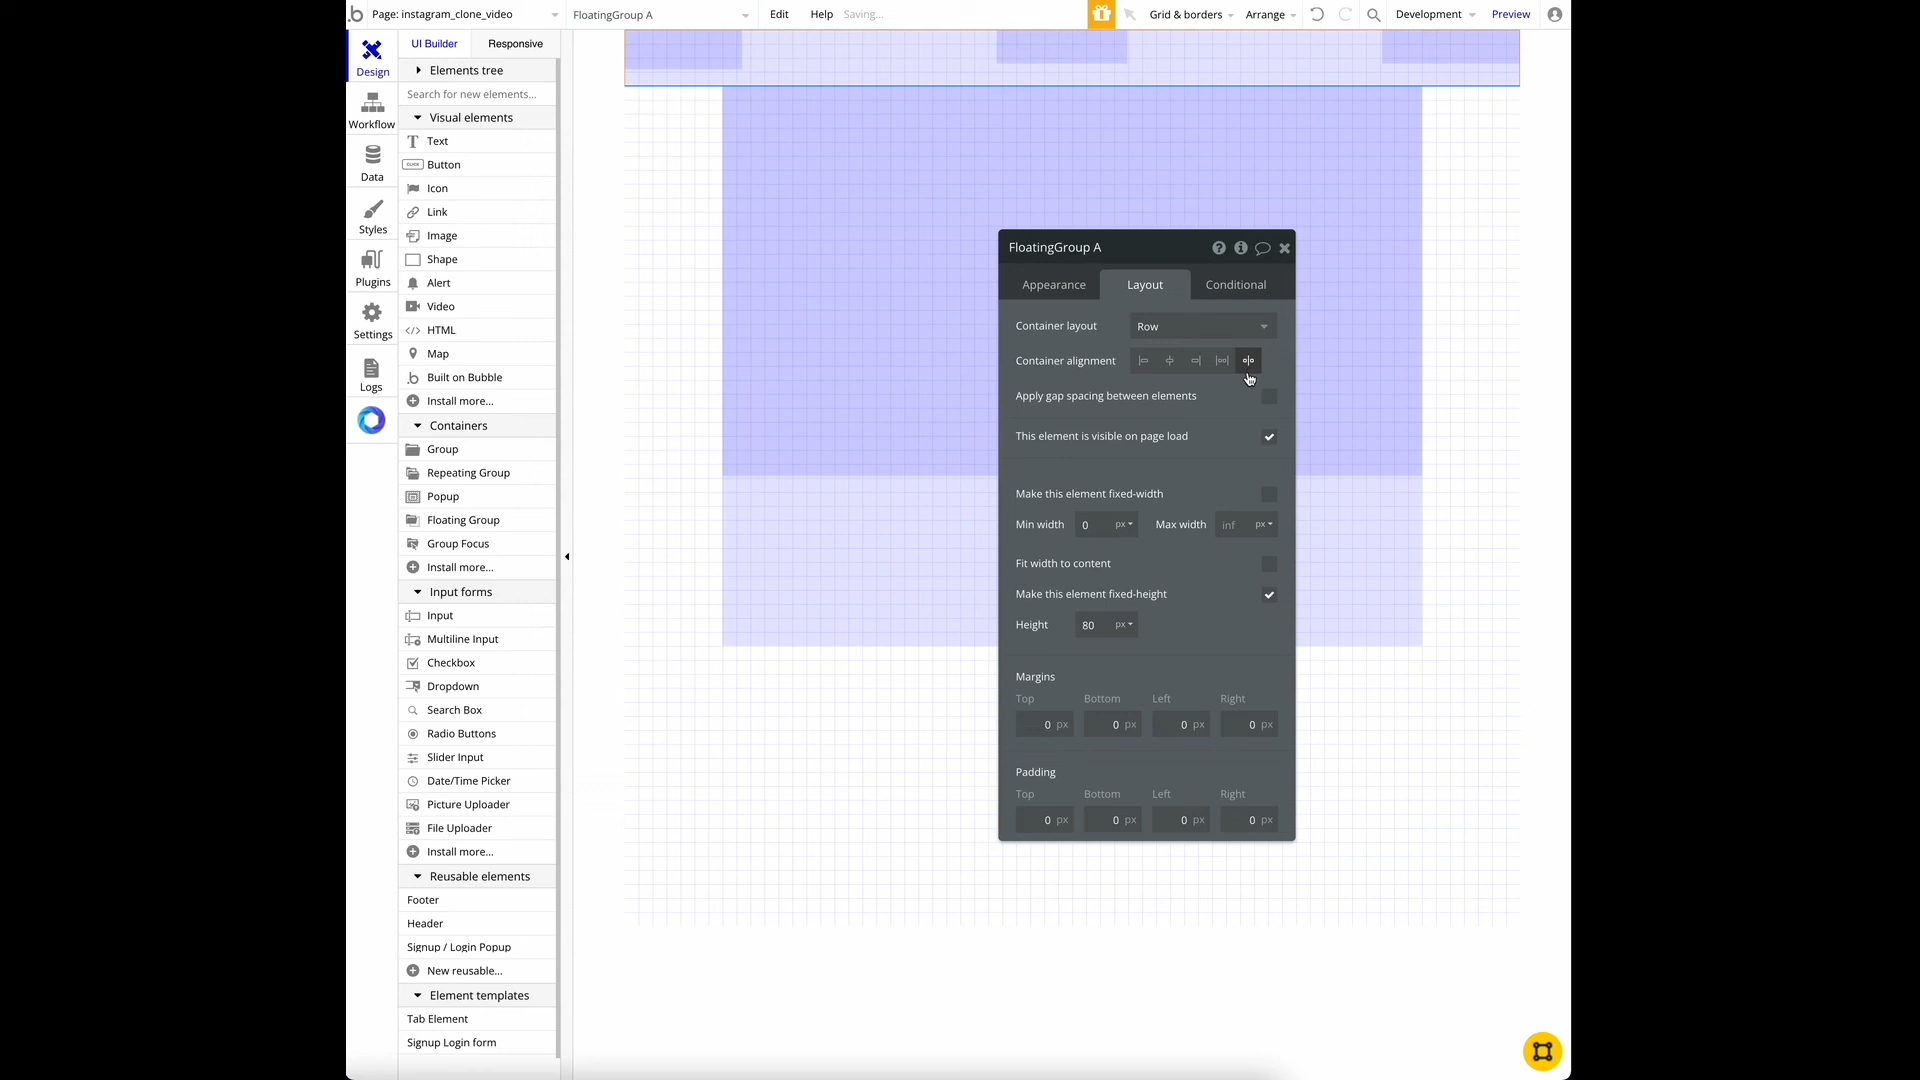 b Page: instagram_clone_video FloatingGroup A Edit Help Saving... Grid & borders Arrange Development Preview
UI Builder Responsive
Design
Workflow
Data
Styles
Plugins
Settings
Logs
Elements tree
Search for new elements...
Visual elements
Text
CLICK Button
Icon
Link
Image
Shape
Alert
Video
</> HTML
Map
.b Built on Bubble
Install more...
Containers
Group
Repeating Group
Popup
Floating Group
Group Focus
Install more...
Input forms
Input
Multiline Input
Checkbox
Dropdown
Search Box
Radio Buttons
Slider Input
Date/Time Picker
Picture Uploader
File Uploader
Install more...
Reusable elements
Footer
Header
Signup / Login Popup
New reusable...
Element templates
Tab Element
Signup Login form
FloatingGroup A
Appearance Layout Conditional
Container layout Row
Container alignment
Apply gap spacing between elements
This element is visible on page load
Make this element fixed-width
Min width 0 px Max width inf px
Fit width to content
Make this element fixed-height
Height 80 px
Margins
Top Bottom Left Right
0 px 0 px 0 px 0 px
Padding
Top Bottom Left Right
0 px 0 px 0 px 0 px